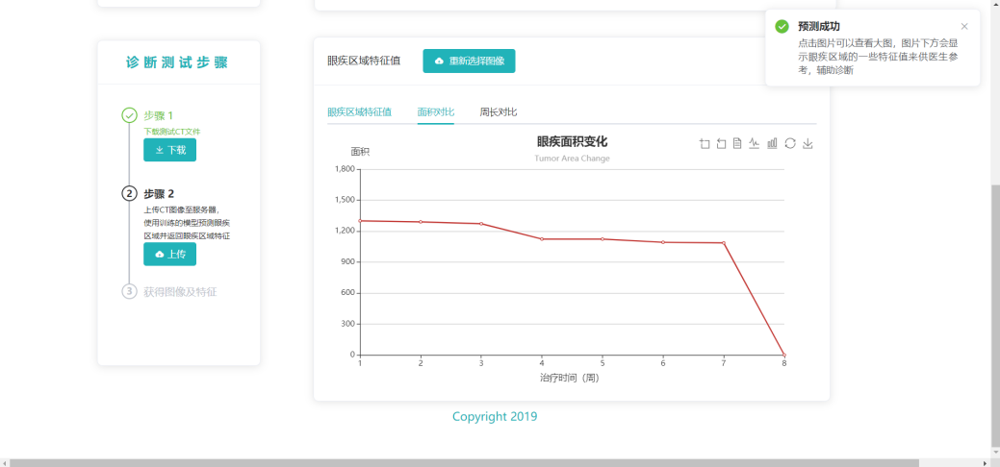 预测成功
点击图片可以查看大图，图片下方会显
示眼疾区域的一些特征值来供医生参
考，辅助诊断
诊断测试步骤
步骤 1
下载测试CT文件
下载
2
步骤 2
上传CT图像至服务器，
使用训练的模型预测眼疾
区域并返回眼疾区域特征
上传
3
获得图像及特征
眼疾区域特征值
重新选择图像
眼疾区域特征值
面积对比
周长对比
眼疾面积变化
Tumor Area Change
面积
1,800
1,500
1,200
900
600
300
0
1 2 3 4 5 6 7 8
治疗时间（周）
Copyright 2019